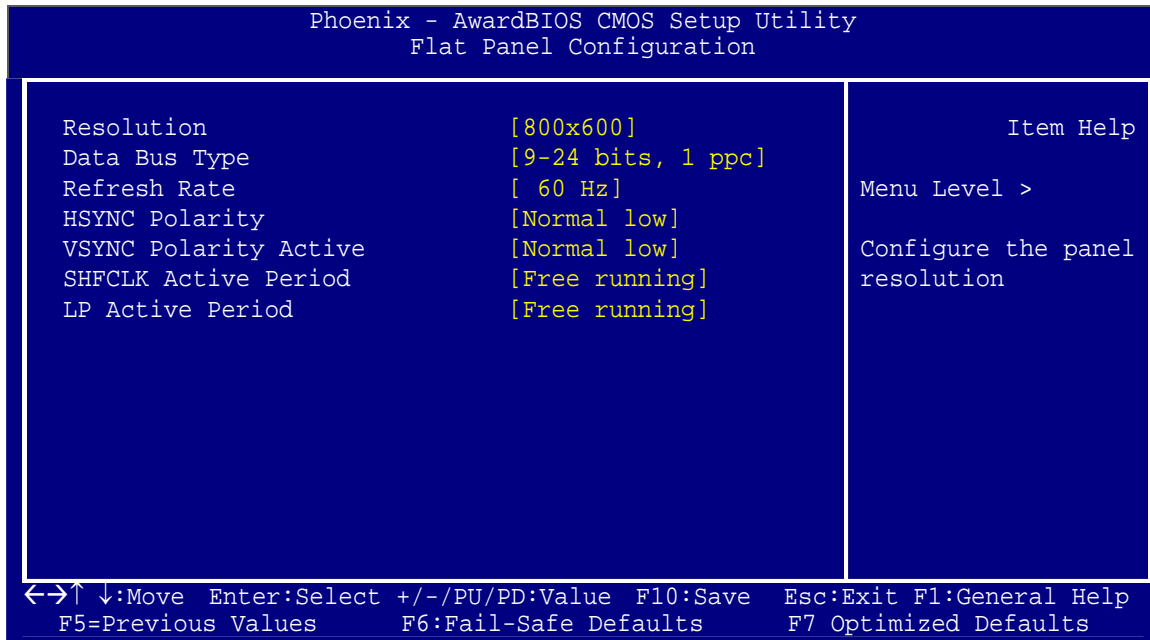 Phoenix - AwardBIOS CMOS Setup Utility
Flat Panel Configuration
Resolution [800x600]
Data Bus Type [9-24 bits, 1 ppc]
Refresh Rate [ 60 Hz]
HSYNC Polarity [Normal low]
VSYNC Polarity Active [Normal low]
SHFCLK Active Period [Free running]
LP Active Period [Free running]
Item Help
Menu Level >
Configure the panel
resolution
←→↑ ↓:Move Enter:Select +/-/PU/PD:Value F10:Save Esc:Exit F1:General Help
F5=Previous Values F6:Fail-Safe Defaults F7 Optimized Defaults